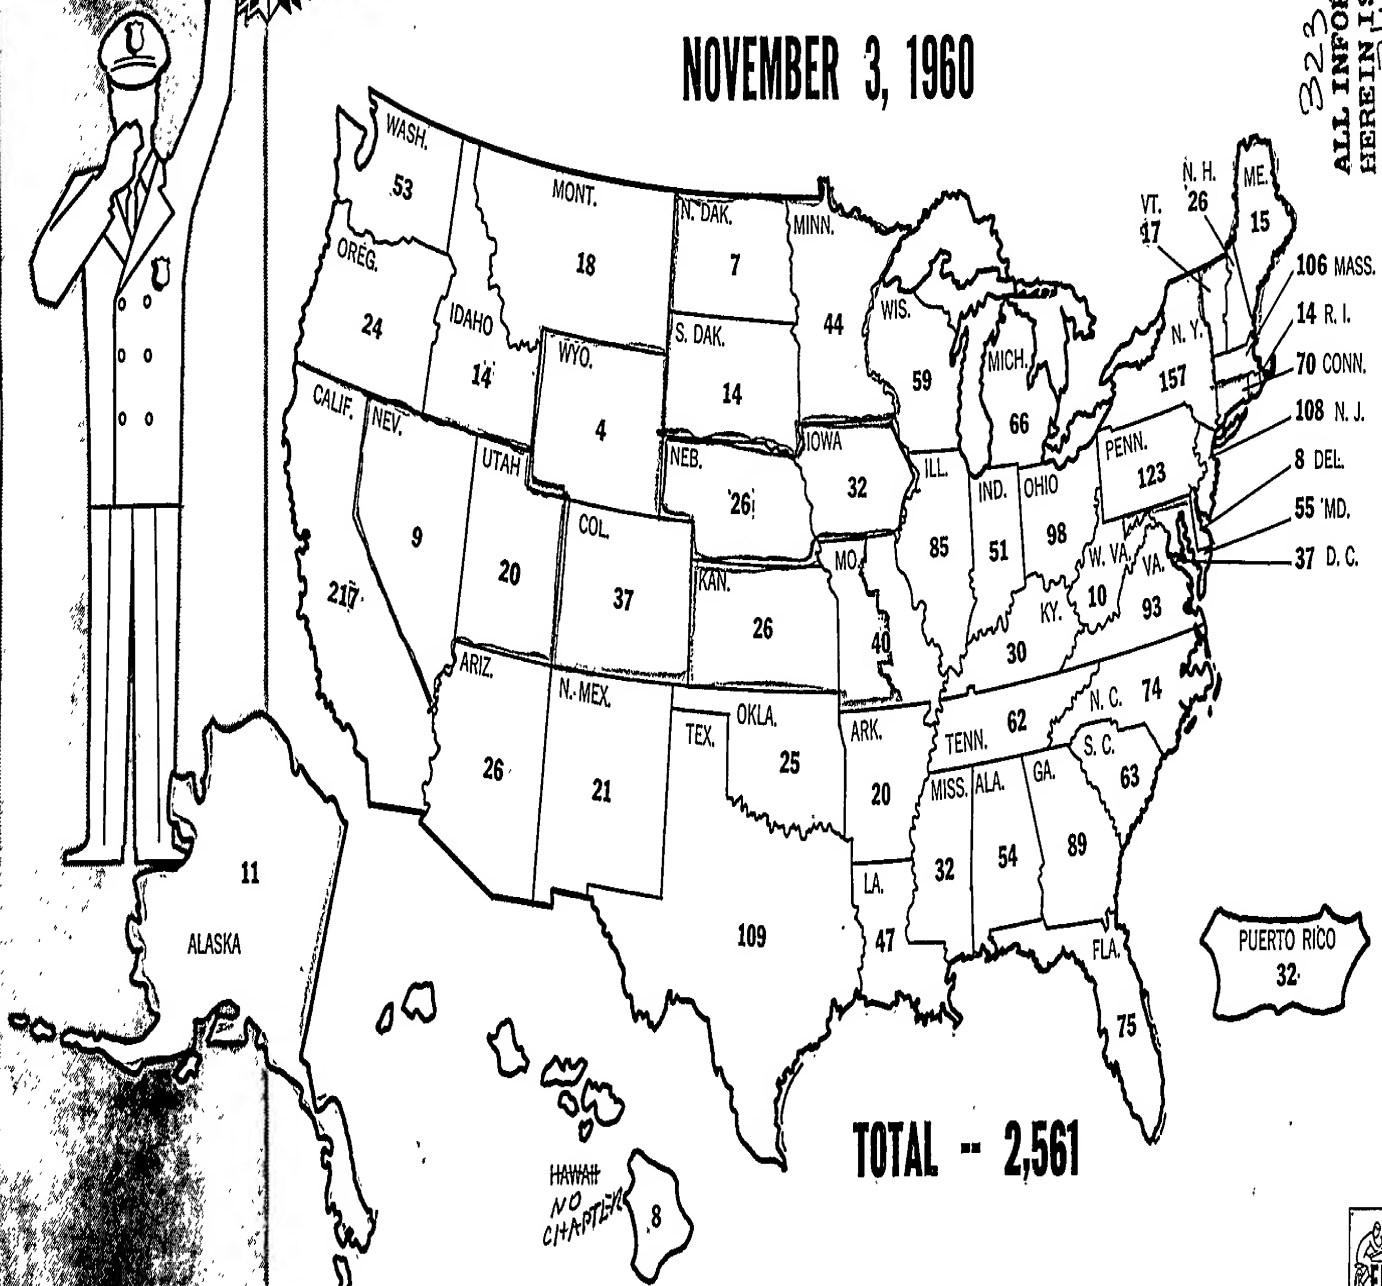 NOVEMBER 3, 1960
323
ALL INFOR
HEREIN IS
WASH.
53
MONT.
18
N. DAK.
7
MINN.
44
VT.
17
N. H.
26
ME.
15
OREG.
24
IDAHO
14
WYO.
4
S. DAK.
14
WIS.
59
MICH.
66
N. Y.
157
106 MASS.
14 R. I.
70 CONN.
108 N. J.
8 DEL.
55 MD.
37 D. C.
CALIF.
217
NEV.
9
UTAH
20
COL.
37
NEB.
26
IOWA
32
ILL.
85
IND.
51
OHIO
98
PENN.
123
W. VA.
10
VA.
93
KAN.
26
MO.
40
KY.
30
ARIZ.
26
N. MEX.
21
TEX.
109
OKLA.
25
ARK.
20
TENN.
62
N. C. 74
S. C.
63
MISS.
32
ALA.
54
GA.
89
LA.
47
FLA.
75
11
ALASKA
PUERTO RICO
32
TOTAL -- 2,561
HAWAII
NO
CHAPTER
8